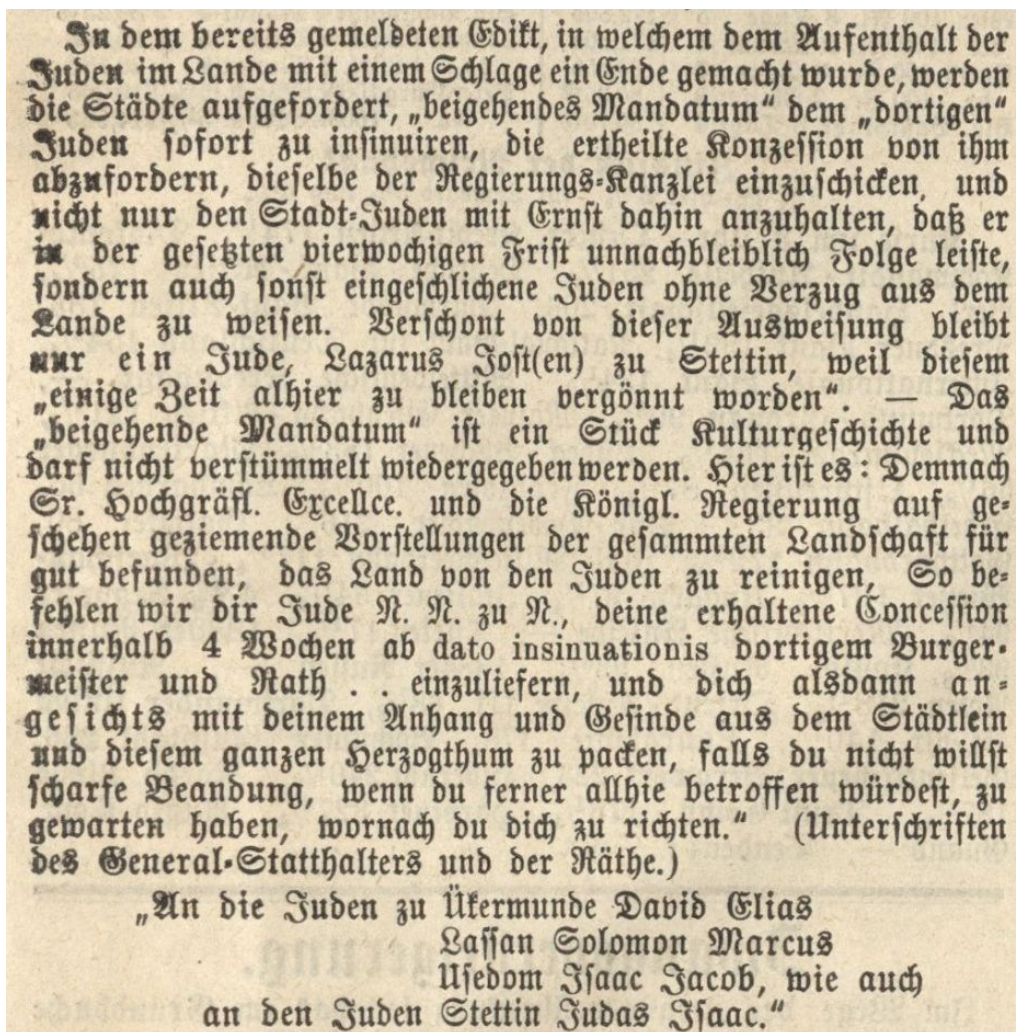 In dem bereits gemeldeten Edikt, in welchem dem Aufenthalt der
Juden im Lande mit einem Schlage ein Ende gemacht wurde, werden
die Städte aufgefordert, „beigehendes Mandatum“ dem „dortigen“
Juden sofort zu insinuiren, die ertheilte Konzession von ihm
abzufordern, dieselbe der Regierungs-Kanzlei einzuschicken, und
nicht nur den Stadt-Juden mit Ernst dahin anzuhalten, daß er
in der gesetzten vierwochigen Frist unnachbleiblich Folge leiste,
sondern auch sonst eingeschlichene Juden ohne Verzug aus dem
Lande zu weisen. Verschont von dieser Ausweisung bleibt
nur ein Jude, Lazarus Jost(en) zu Stettin, weil diesem
„einige Zeit alhier zu bleiben vergönnt worden“. — Das
„beigehende Mandatum“ ist ein Stück Kulturgeschichte und
darf nicht verstümmelt wiedergegeben werden. Hier ist es: Demnach
Sr. Hochgräfl. Excellce. und die Königl. Regierung auf ge-
schehen geziemende Vorstellungen der gesammten Landschaft für
gut befunden, das Land von den Juden zu reinigen, So be-
fehlen wir dir Jude N. N. zu N., deine erhaltene Concession
innerhalb 4 Wochen ab dato insinuationis dortigem Burger-
meister und Rath . . einzuliefern, und dich alsdann an-
gesichts mit deinem Anhang und Gesinde aus dem Städtlein
und diesem ganzen Herzogthum zu packen, falls du nicht willst
scharfe Beandung, wenn du ferner allhie betroffen würdest, zu
gewarten haben, wornach du dich zu richten.“ (Unterschriften
des General-Statthalters und der Räthe.)
„An die Juden zu Ükermunde David Elias
Lassan Solomon Marcus
Usedom Isaac Jacob, wie auch
an den Juden Stettin Judas Isaac.“